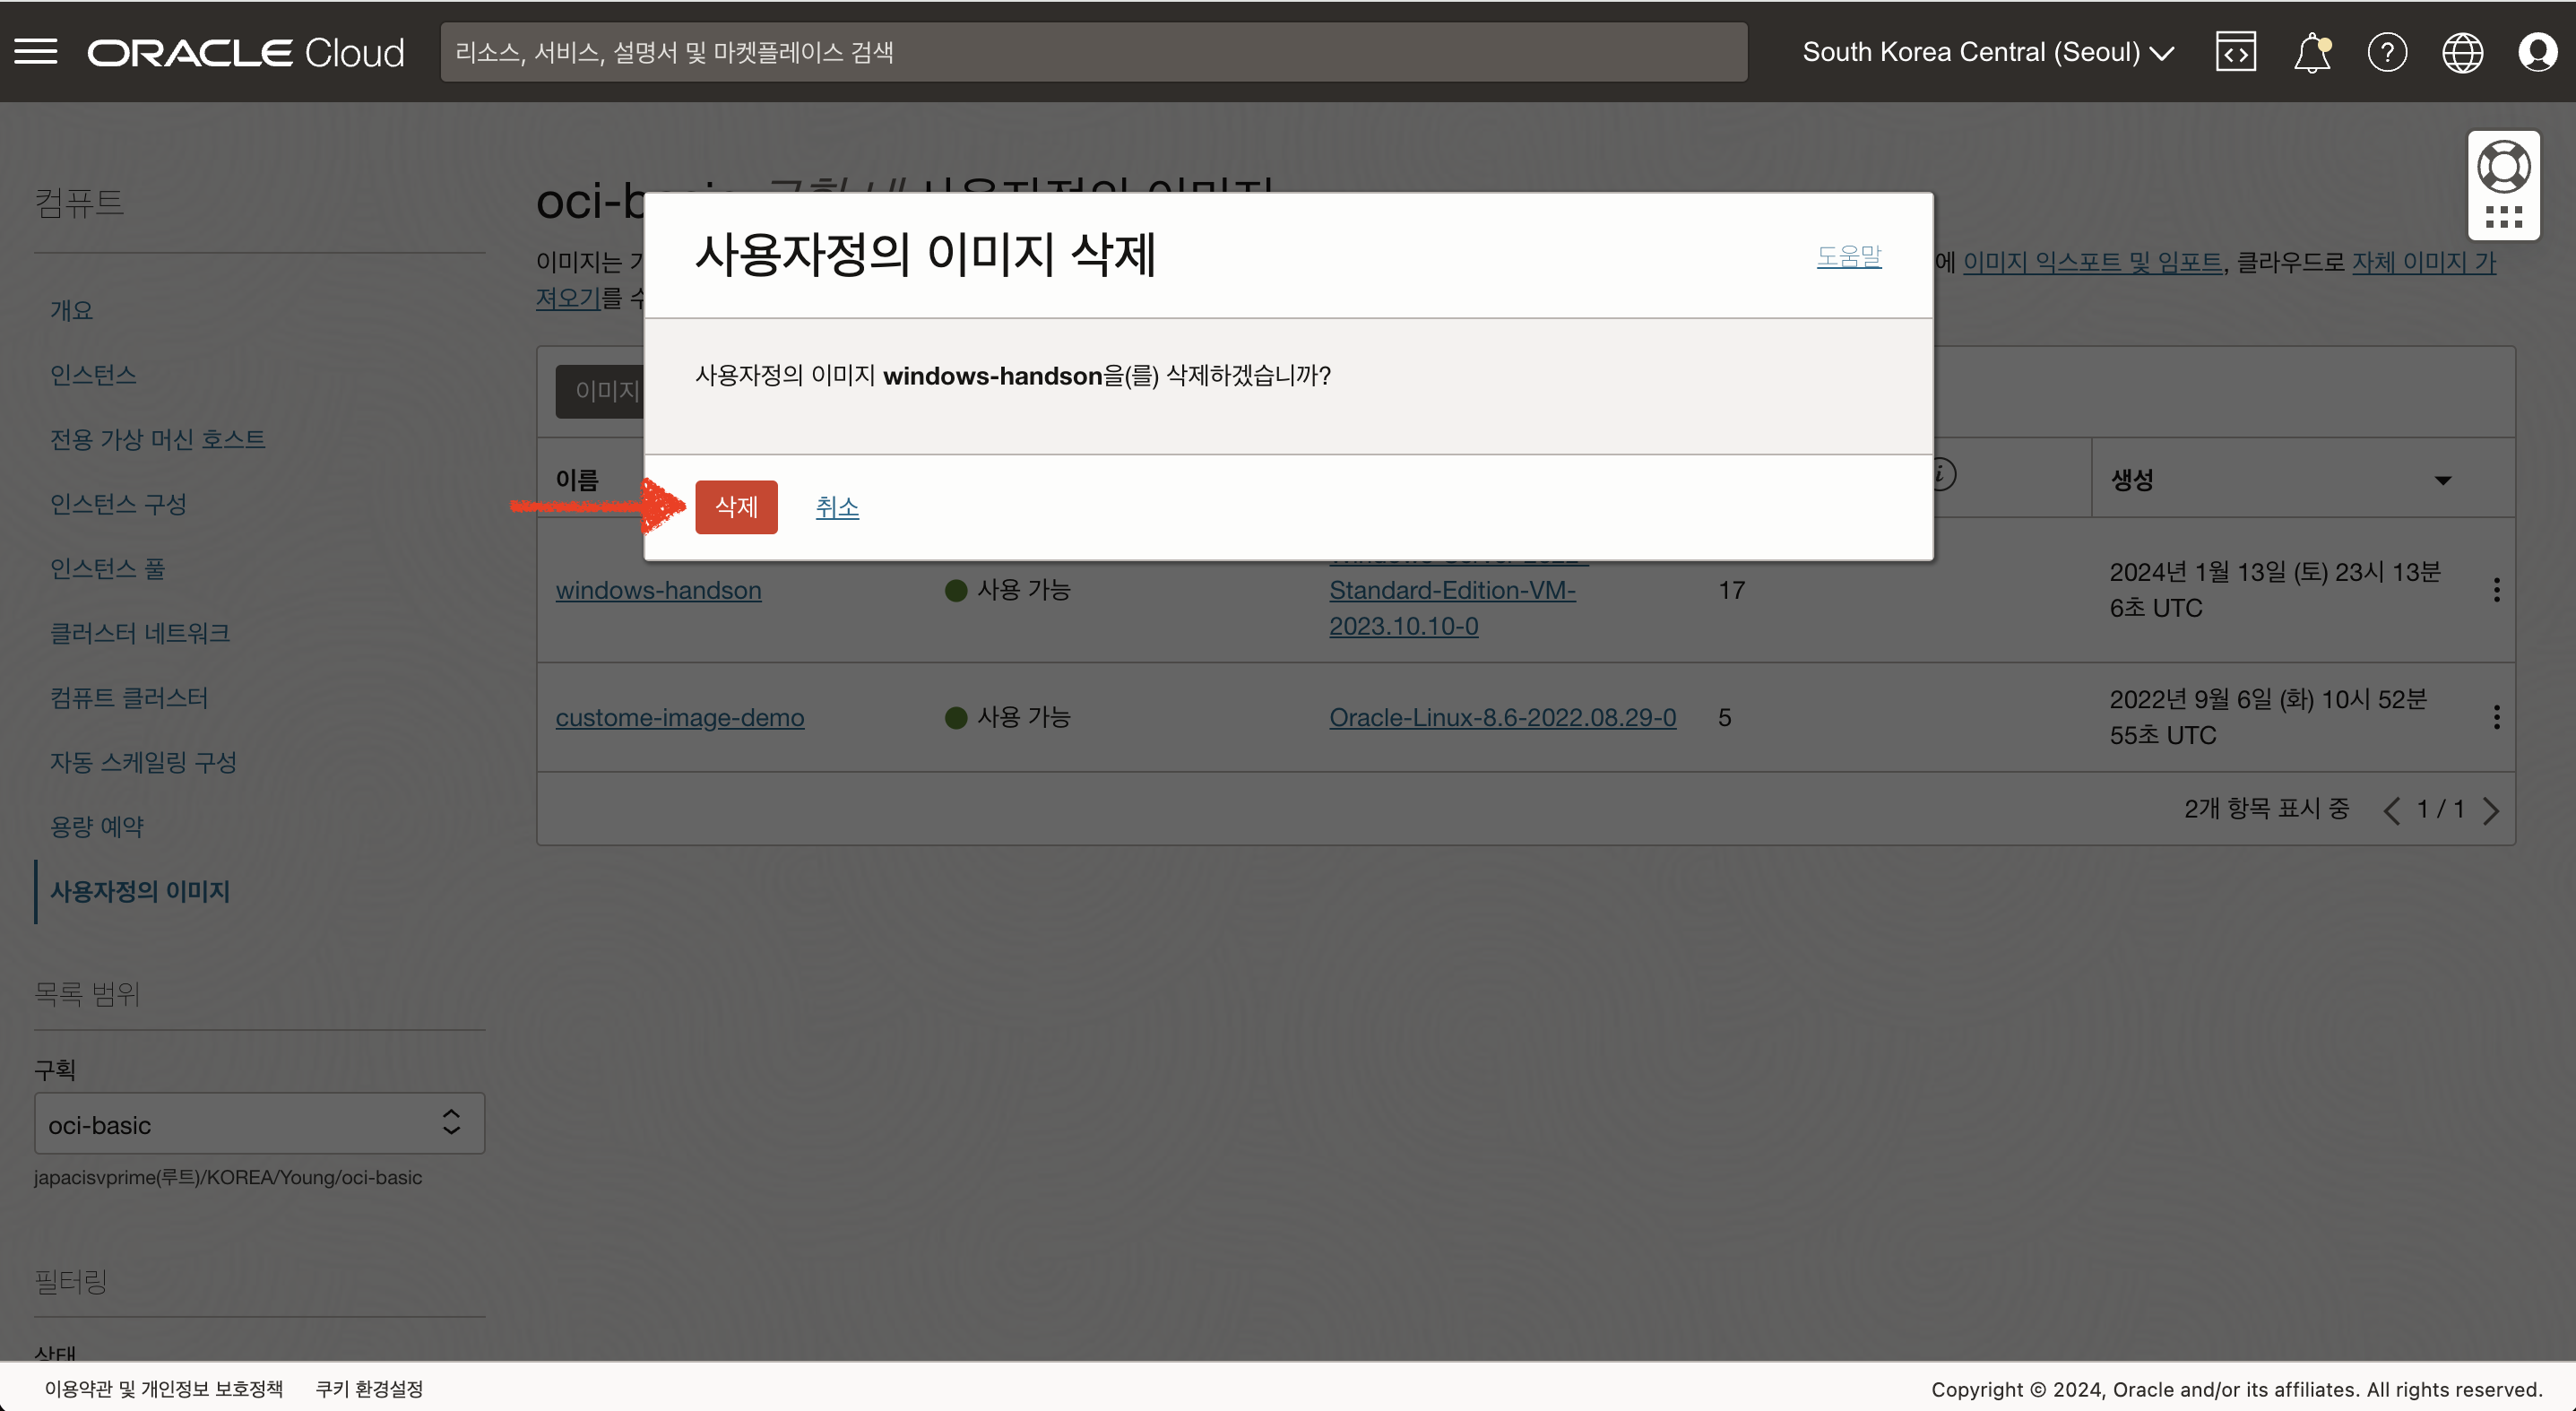 ORACLE Cloud
리소스, 서비스, 설명서 및 마켓플레이스 검색
South Korea Central (Seoul)
컴퓨트
개요
인스턴스
전용 가상 머신 호스트
인스턴스 구성
인스턴스 풀
클러스터 네트워크
컴퓨트 클러스터
자동 스케일링 구성
용량 예약
사용자정의 이미지
목록 범위
구획
oci-basic
japacisvprime(루트)/KOREA/Young/oci-basic
필터링
상태
이미지는
에 이미지 익스포트 및 임포트, 클라우드로 자체 이미지 가
져오기를
사용자정의 이미지 삭제
도움말
사용자정의 이미지 windows-handson을(를) 삭제하겠습니까?
삭제 취소
이미지
이름
생성
windows-handson
사용 가능
Standard-Edition-VM-
2023.10.10-0
17
2024년 1월 13일 (토) 23시 13분
6초 UTC
custome-image-demo
사용 가능
Oracle-Linux-8.6-2022.08.29-0
5
2022년 9월 6일 (화) 10시 52분
55초 UTC
2개 항목 표시 중
1 / 1
이용약관 및 개인정보 보호정책 쿠키 환경설정
Copyright © 2024, Oracle and/or its affiliates. All rights reserved.